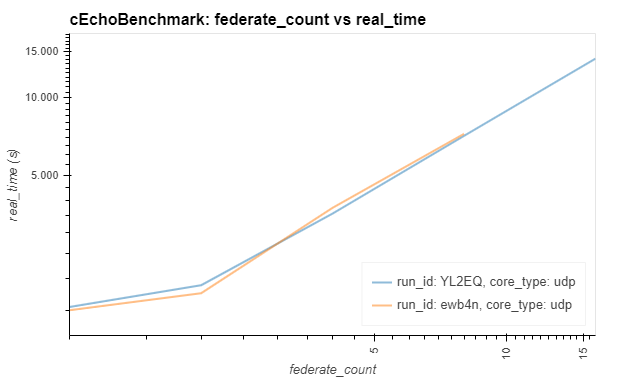 cEchoBenchmark: federate_count vs real_time
15.000
10.000
5.000
real_time (s)
run_id: YL2EQ, core_type: udp
run_id: ewb4n, core_type: udp
5
10
15
federate_count